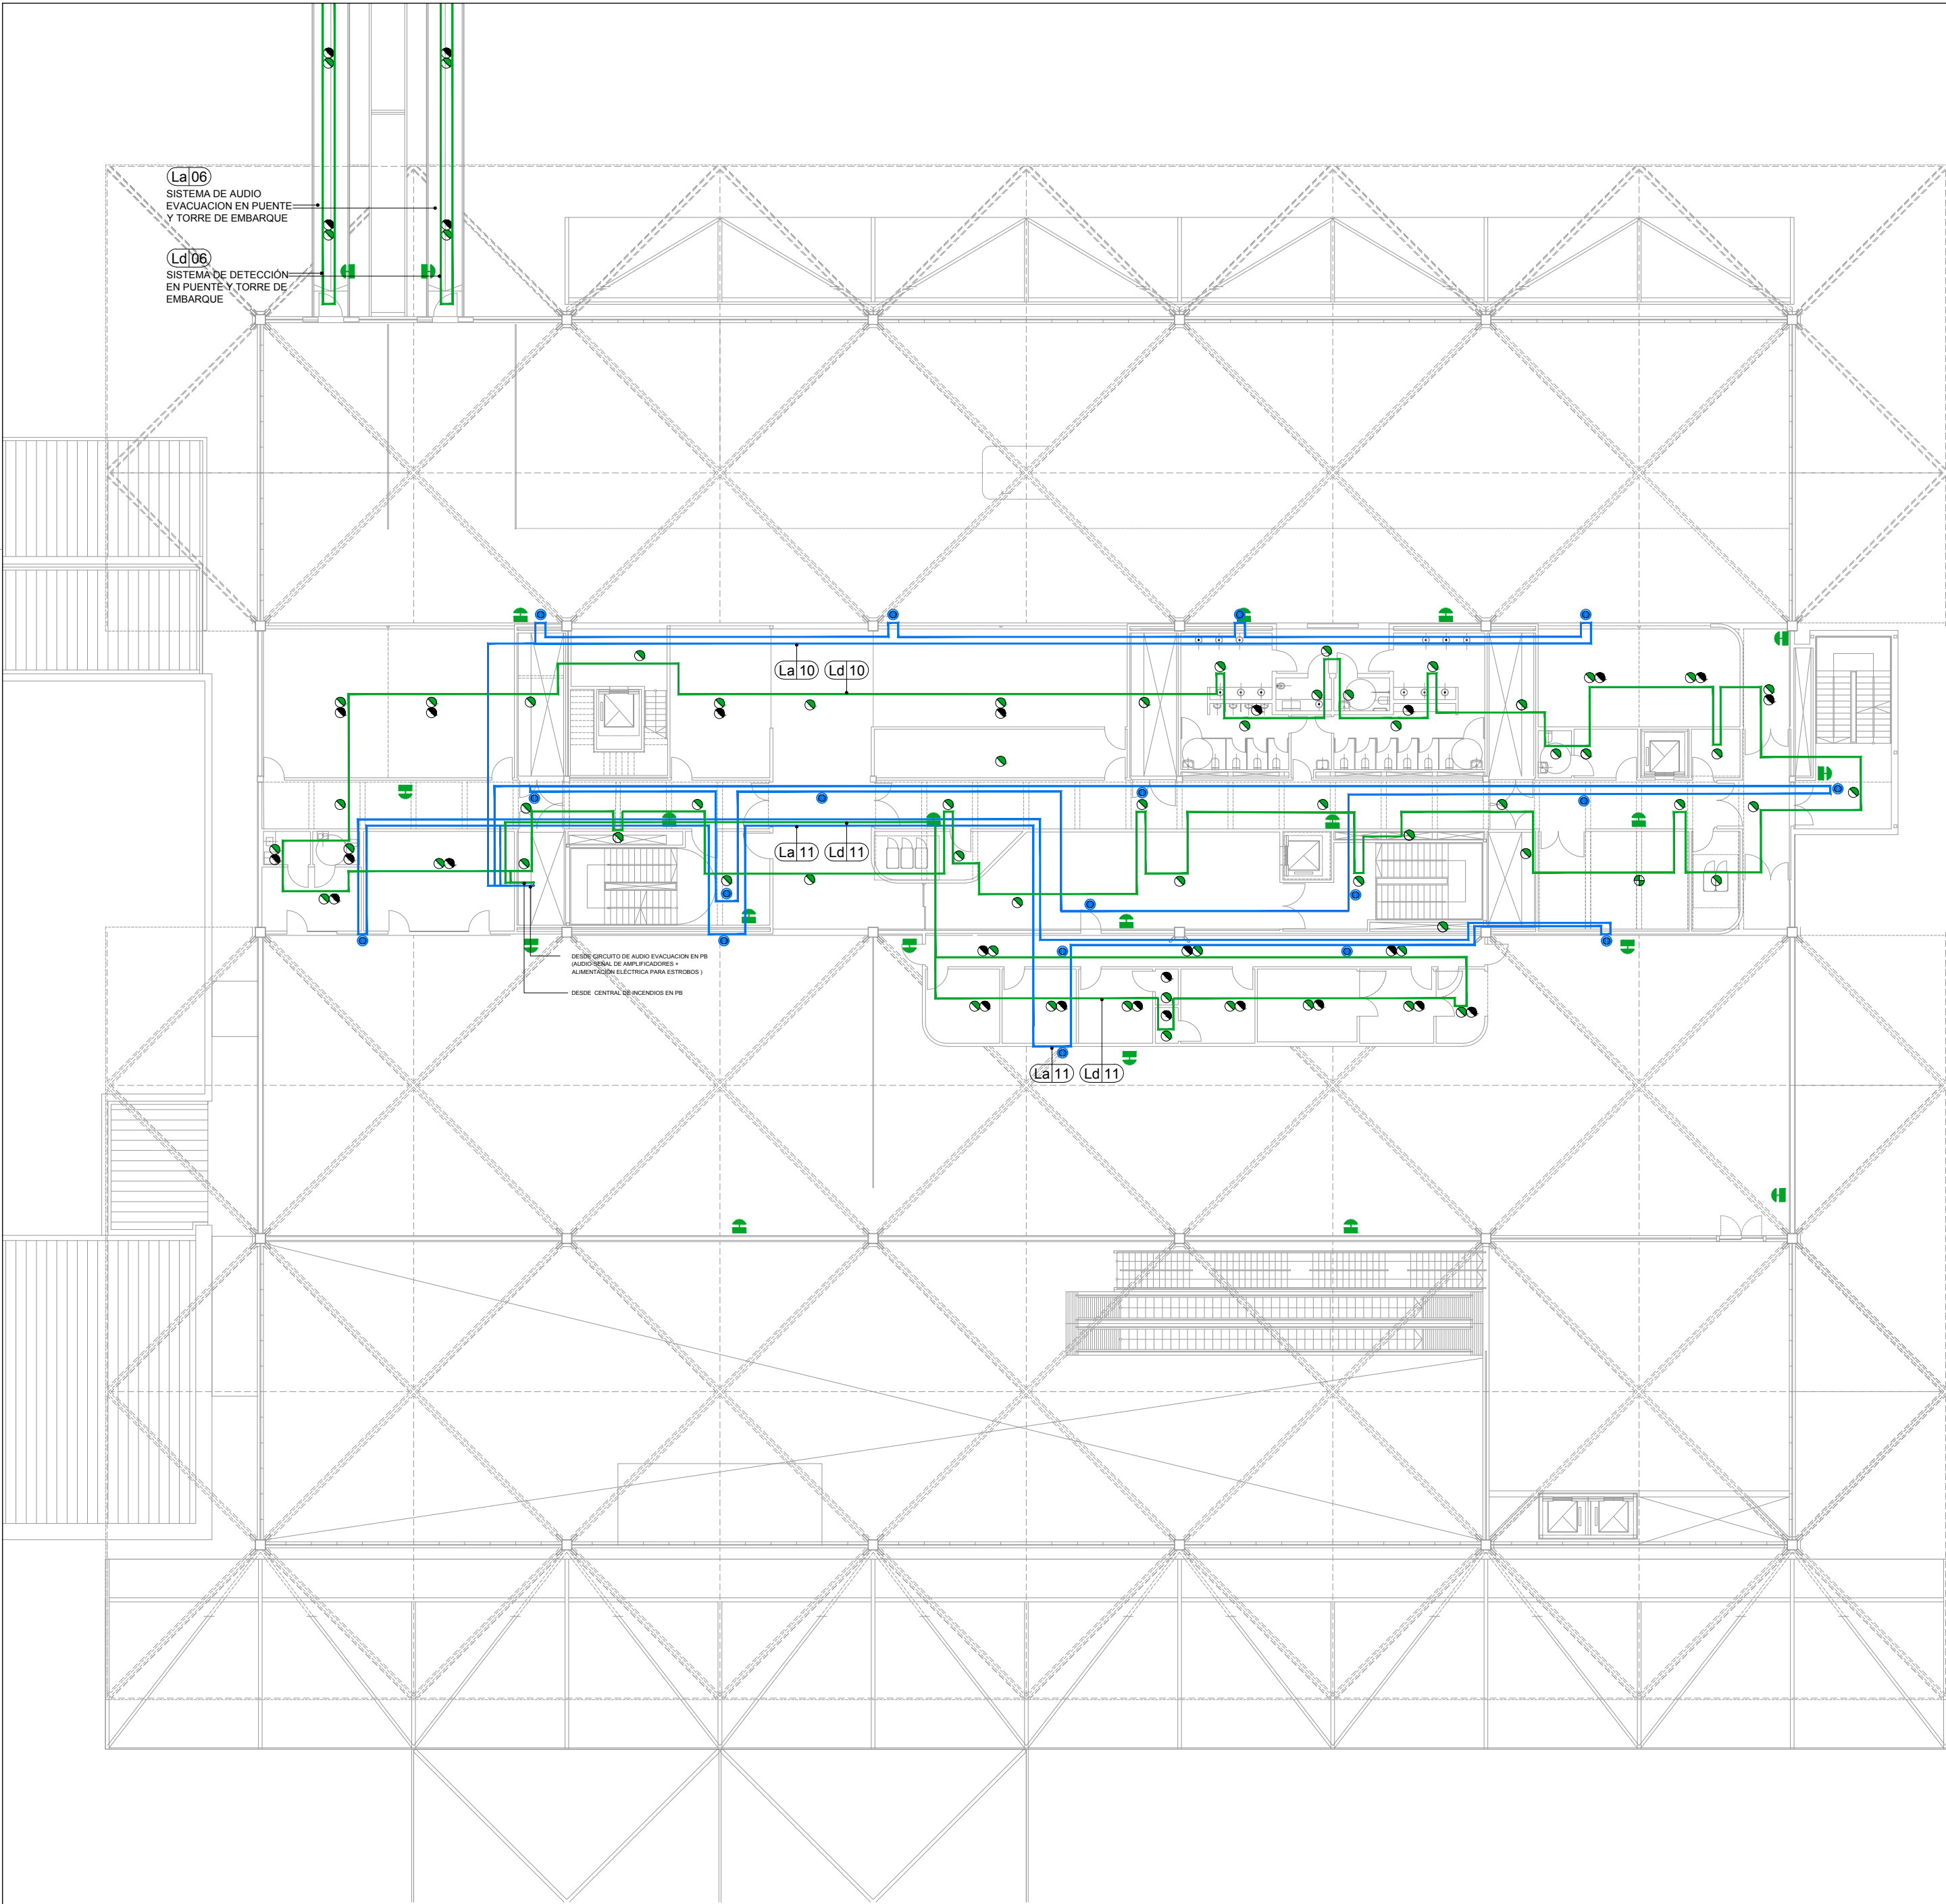 La 06
SISTEMA DE AUDIO
EVACUACION EN PUENTE
Y TORRE DE EMBARQUE
Ld 06
SISTEMA DE DETECCIÓN
EN PUENTE Y TORRE DE
EMBARQUE
La 10 Ld 10
La 11 Ld 11
DESDE CIRCUITO DE AUDIO EVACUACION EN PB
(AUDIO-SEÑAL DE AMPLIFICADORES +
ALIMENTACIÓN ELÉCTRICA PARA ESTROBOS )
DESDE CENTRAL DE INCENDIOS EN PB
La 11 Ld 11